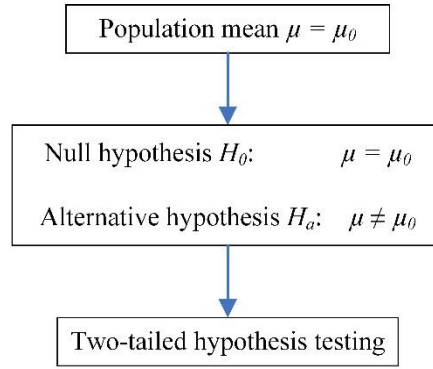 Population mean μ = μ₀
Null hypothesis H₀: μ = μ₀
Alternative hypothesis Hₐ: μ ≠ μ₀
Two-tailed hypothesis testing